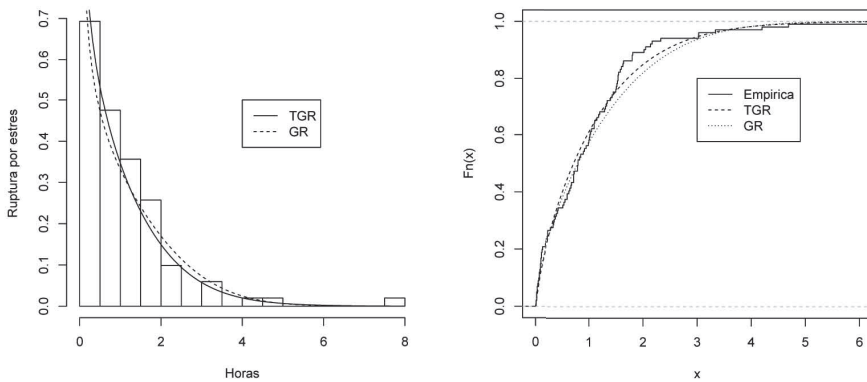 0.7
0.6
0.5
0.4
0.3
0.2
0.1
0.0
Ruptura por estres
TGR
GR
0 2 4 6 8
Horas
1.0
0.8
0.6
0.4
0.2
0.0
Fn(x)
Empirica
TGR
GR
0 1 2 3 4 5 6
x